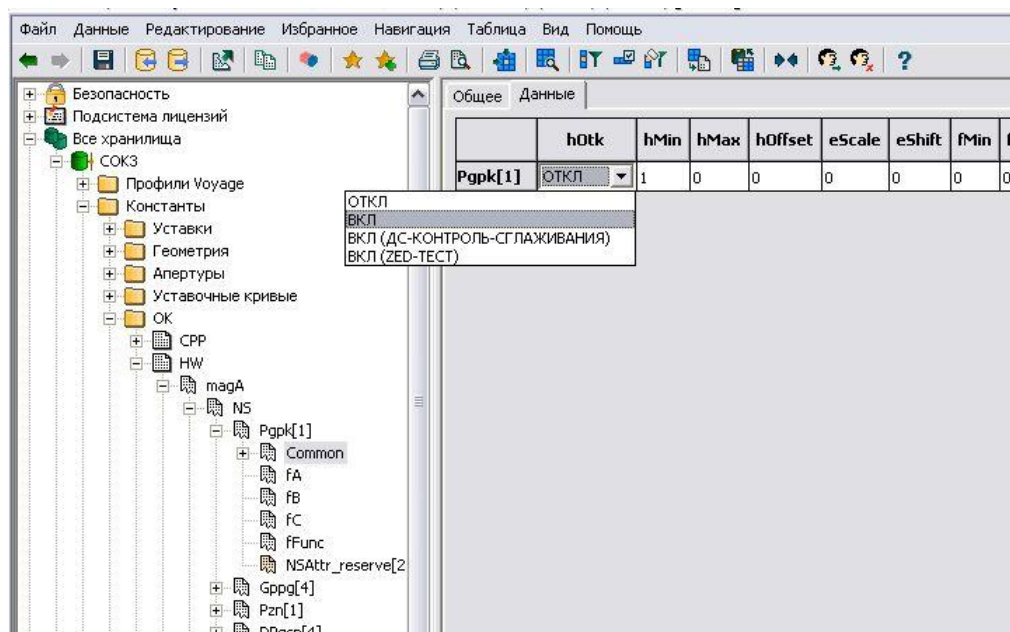 Файл Данные Редактирование Избранное Навигация Таблица Вид Помощь
Безопасность
Подсистема лицензий
Все хранилища
СОК3
Профили Voyage
Константы
Уставки
Геометрия
Апертуры
Уставочные кривые
ОК
CPP
HW
magA
NS
Pgpk[1]
Common
fA
fB
fC
fFunc
NSAttr_reserve[2
Gppg[4]
Pzn[1]
Общее Данные
hOtk hMin hMax hOffset eScale eShift fMin
Pgpk[1] ОТКЛ 1 0 0 0 0 0 0
ОТКЛ
ВКЛ
ВКЛ (ДС-КОНТРОЛЬ-СГЛАЖИВАНИЯ)
ВКЛ (ZED-ТЕСТ)